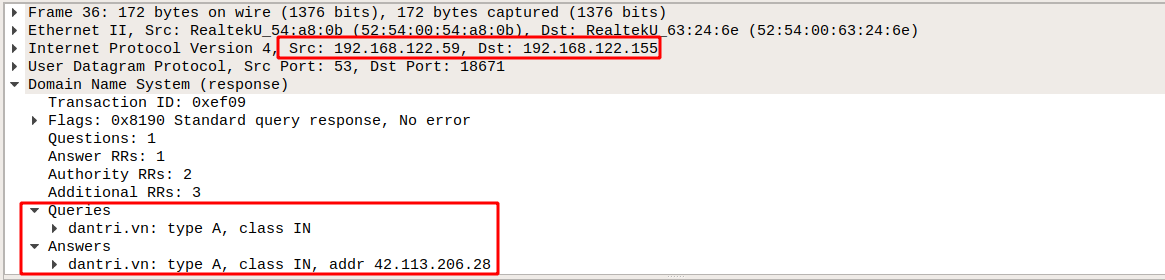 Frame 36: 172 bytes on wire (1376 bits), 172 bytes captured (1376 bits)
Ethernet II, Src: RealtekU_54:a8:0b (52:54:00:54:a8:0b), Dst: RealtekU_63:24:6e (52:54:00:63:24:6e)
Internet Protocol Version 4, Src: 192.168.122.59, Dst: 192.168.122.155
User Datagram Protocol, Src Port: 53, Dst Port: 18671
Domain Name System (response)
Transaction ID: 0xef09
Flags: 0x8190 Standard query response, No error
Questions: 1
Answer RRs: 1
Authority RRs: 2
Additional RRs: 3
Queries
dantri.vn: type A, class IN
Answers
dantri.vn: type A, class IN, addr 42.113.206.28